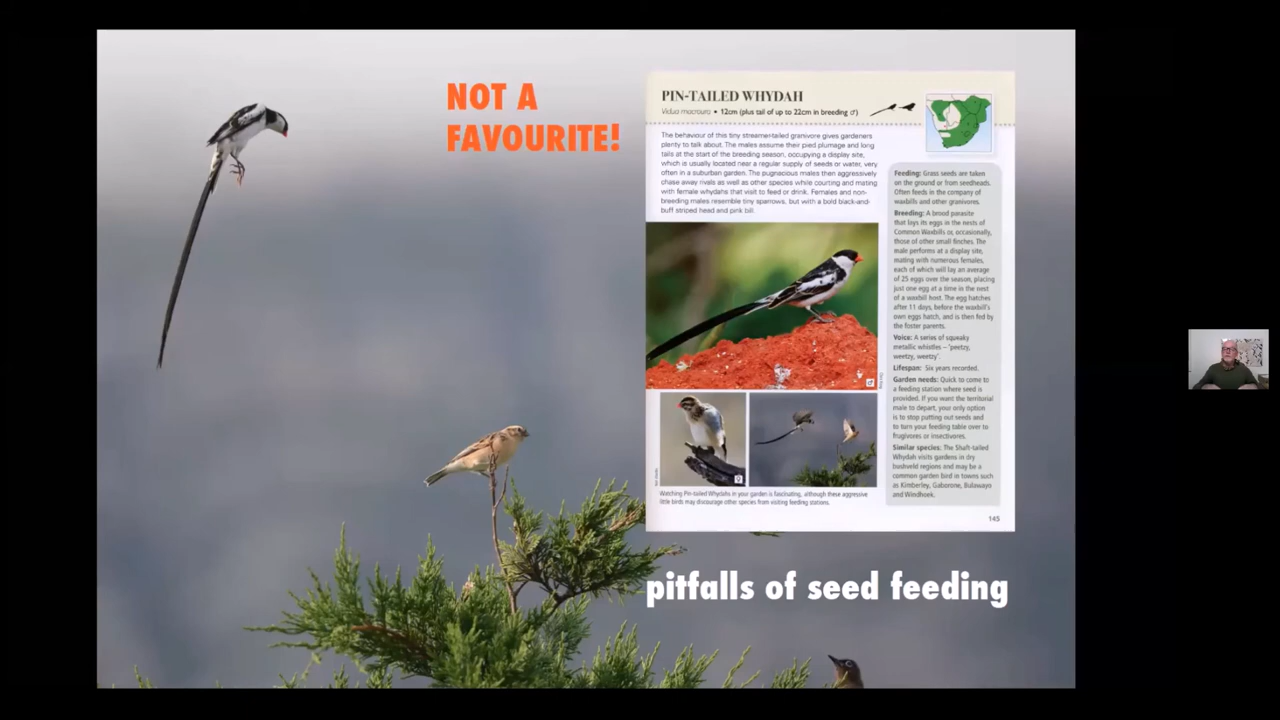 NOT A
FAVOURITE!
PIN-TAILED WHYDAH
Vidua macroura • 12cm (plus tail of up to 22cm in breeding ♂)
The behaviour of this tiny streamer-tailed granivore gives gardeners
plenty to talk about. The males assume their pied plumage and long
tails at the start of the breeding season, occupying a display site,
which is usually located near a regular supply of seeds or water, very
often in a suburban garden. The pugnacious males then aggressively
chase away rivals as well as other species while courting and mating
with female whydahs that visit to feed or drink. Females and non-
breeding males resemble tiny sparrows, but with a bold black-and-
buff striped head and pink bill.
Watching Pin-tailed Whydahs in your garden is fascinating, although these aggressive
little birds may discourage other species from visiting feeding stations.
Feeding: Grass seeds are taken
on the ground or from seedheads.
Often feeds in the company of
waxbills and other granivores.
Breeding: A brood parasite
that lays its eggs in the nests of
Common Waxbills or, occasionally,
those of other small finches. The
male performs at a display site,
mating with numerous females,
each of which will lay an average
of 25 eggs over the season, placing
just one egg at a time in the nest
of a waxbill host. The egg hatches
after 11 days, before the waxbill's
own eggs hatch, and is then fed by
the foster parents.
Voice: A series of squeaky
metallic whistles – 'peetzy,
weetzy, weetzy'.
Lifespan: Six years recorded.
Garden needs: Quick to come to
a feeding station where seed is
provided. If you want the territorial
male to depart, your only option
is to stop putting out seeds and
to turn your feeding table over to
frugivores or insectivores.
Similar species: The Shaft-tailed
Whydah visits gardens in dry
bushveld regions and may be a
common garden bird in towns such
as Kimberley, Gaborone, Bulawayo
and Windhoek.
145
pitfalls of seed feeding